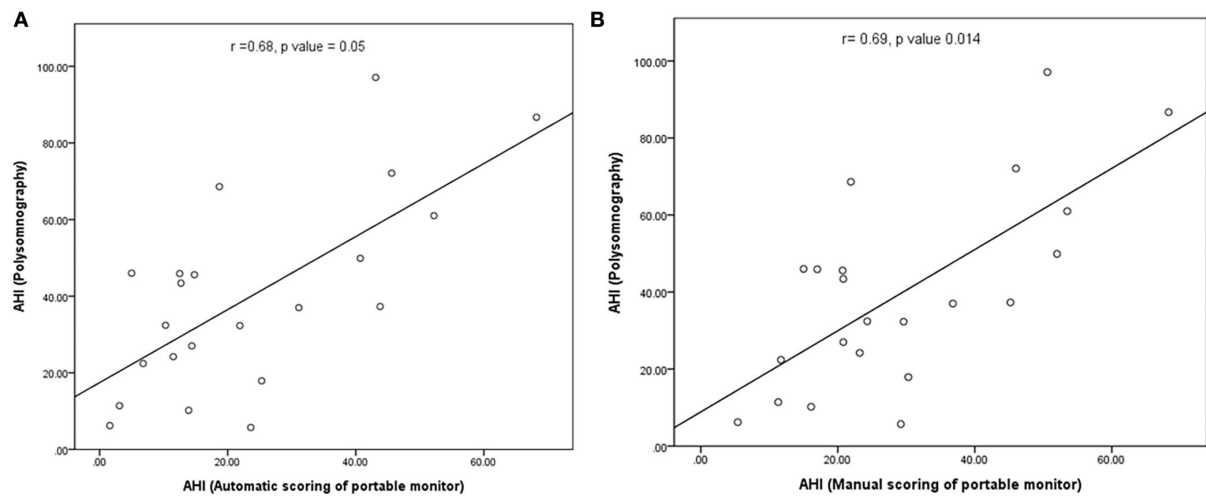 A
r =0.68, p value = 0.05
100.00
80.00
60.00
40.00
20.00
.00
AHI (Polysomnography)
.00 20.00 40.00 60.00
AHI (Automatic scoring of portable monitor)
B
r= 0.69, p value 0.014
100.00
80.00
60.00
40.00
20.00
.00
AHI (Polysomnography)
.00 20.00 40.00 60.00
AHI (Manual scoring of portable monitor)